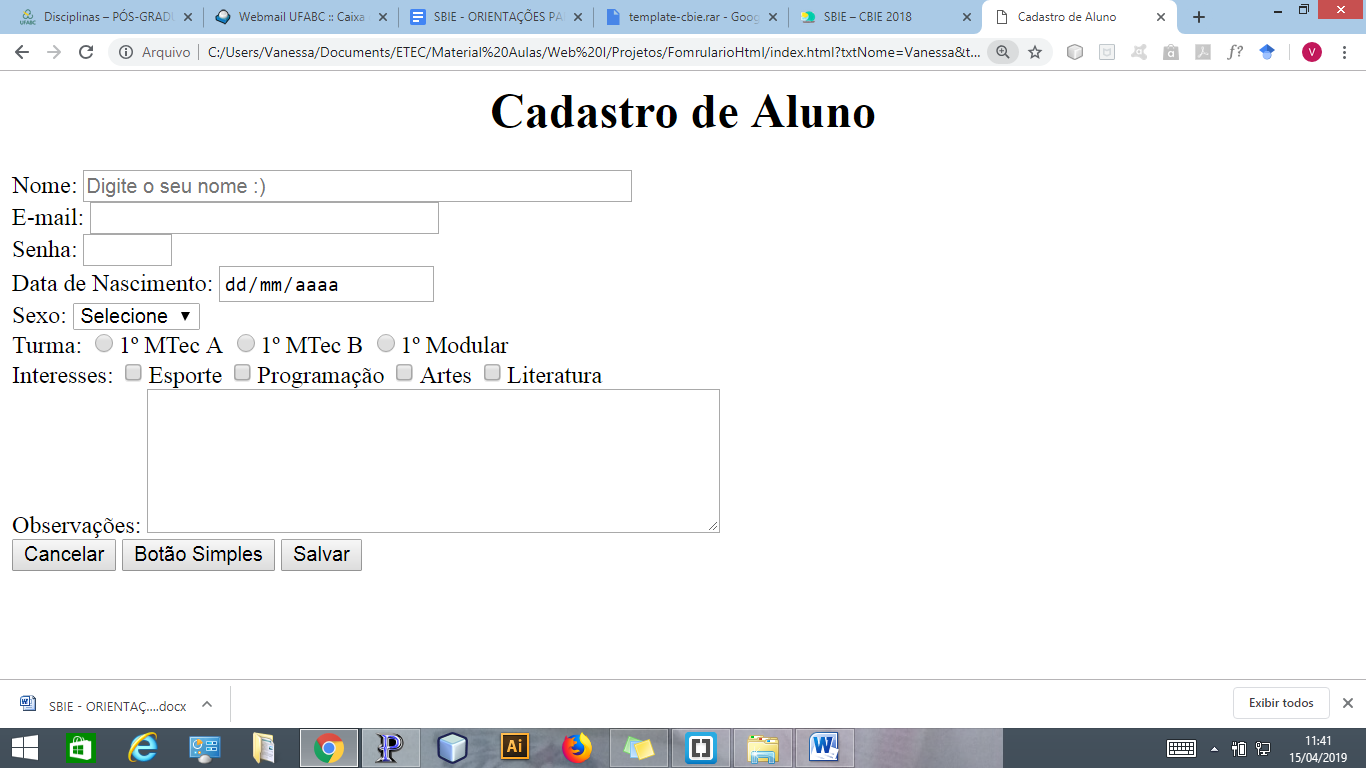 Disciplinas – PÓS-GRADU
Webmail UFABC :: Caixa
SBIE - ORIENTAÇÕES PA
template-cbie.rar - Goog
SBIE – CBIE 2018
Cadastro de Aluno
Arquivo
C:/Users/Vanessa/Documents/ETEC/Material%20Aulas/Web%20I/Projetos/FomrularioHtml/index.html?txtNome=Vanessa&t...
f?
V
Cadastro de Aluno
Nome: Digite o seu nome :)
E-mail:
Senha:
Data de Nascimento: dd/mm/aaaa
Sexo: Selecione
Turma: 1º MTec A 1º MTec B 1º Modular
Interesses: Esporte Programação Artes Literatura
Observações:
Cancelar Botão Simples Salvar
SBIE - ORIENTAÇ....docx
Exibir todos
Ai
11:41
15/04/2019